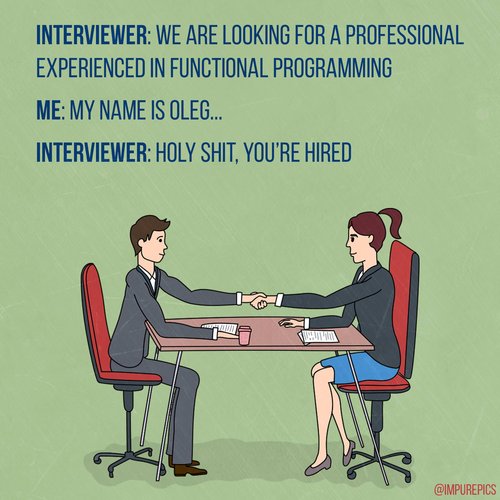 INTERVIEWER: WE ARE LOOKING FOR A PROFESSIONAL
EXPERIENCED IN FUNCTIONAL PROGRAMMING
ME: MY NAME IS OLEG...
INTERVIEWER: HOLY SHIT, YOU'RE HIRED
@IMPUREPICS